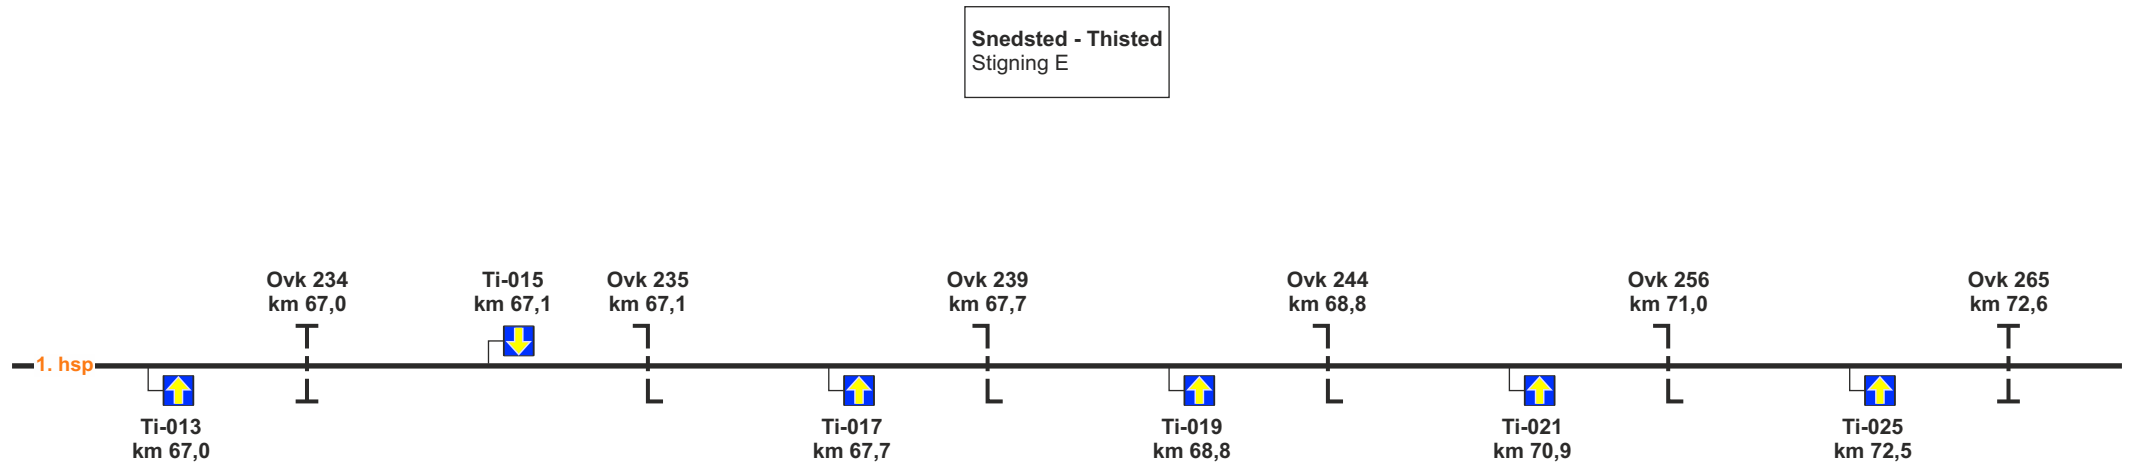 Snedsted - Thisted
Stigning E
Ovk 234
km 67,0
Ti-015
km 67,1
Ovk 235
km 67,1
Ovk 239
km 67,7
Ovk 244
km 68,8
Ovk 256
km 71,0
Ovk 265
km 72,6
1. hsp
Ti-013
km 67,0
Ti-017
km 67,7
Ti-019
km 68,8
Ti-021
km 70,9
Ti-025
km 72,5